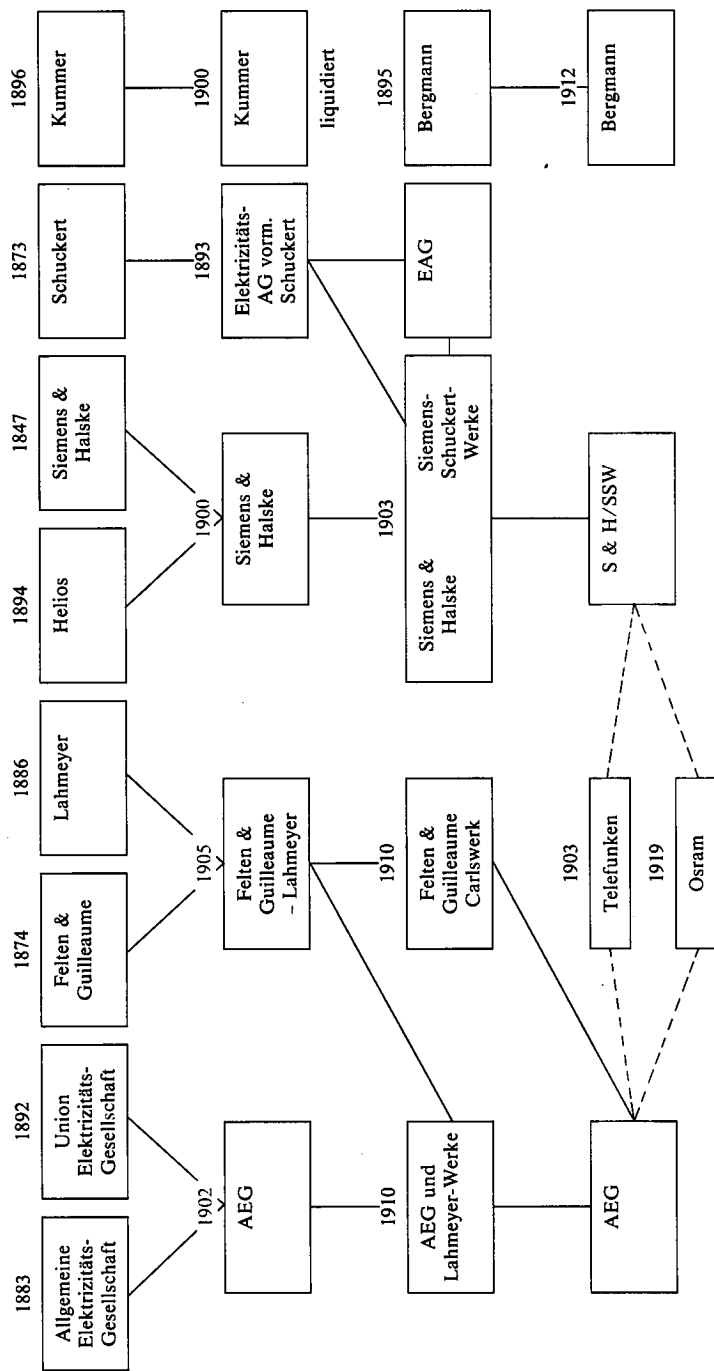 1883
Allgemeine
Elektrizitäts-
Gesellschaft
1892
Union
Elektrizitäts-
Gesellschaft
1874
Felten &
Guilleaume
1886
Lahmeyer
1894
Helios
1847
Siemens &
Halske
1873
Schuckert
1896
Kummer
1902
AEG
1905
Felten &
Guilleaume
– Lahmeyer
1900
Siemens &
Halske
1893
Elektrizitäts-
AG vorm.
Schuckert
1900
Kummer
liquidiert
1910
AEG und
Lahmeyer-Werke
1910
Felten &
Guilleaume
Carlswerk
1903
Siemens &
Halske
Siemens-
Schuckert-
Werke
EAG
1895
Bergmann
AEG
1903
Telefunken
1919
Osram
S & H/SSW
1912
Bergmann